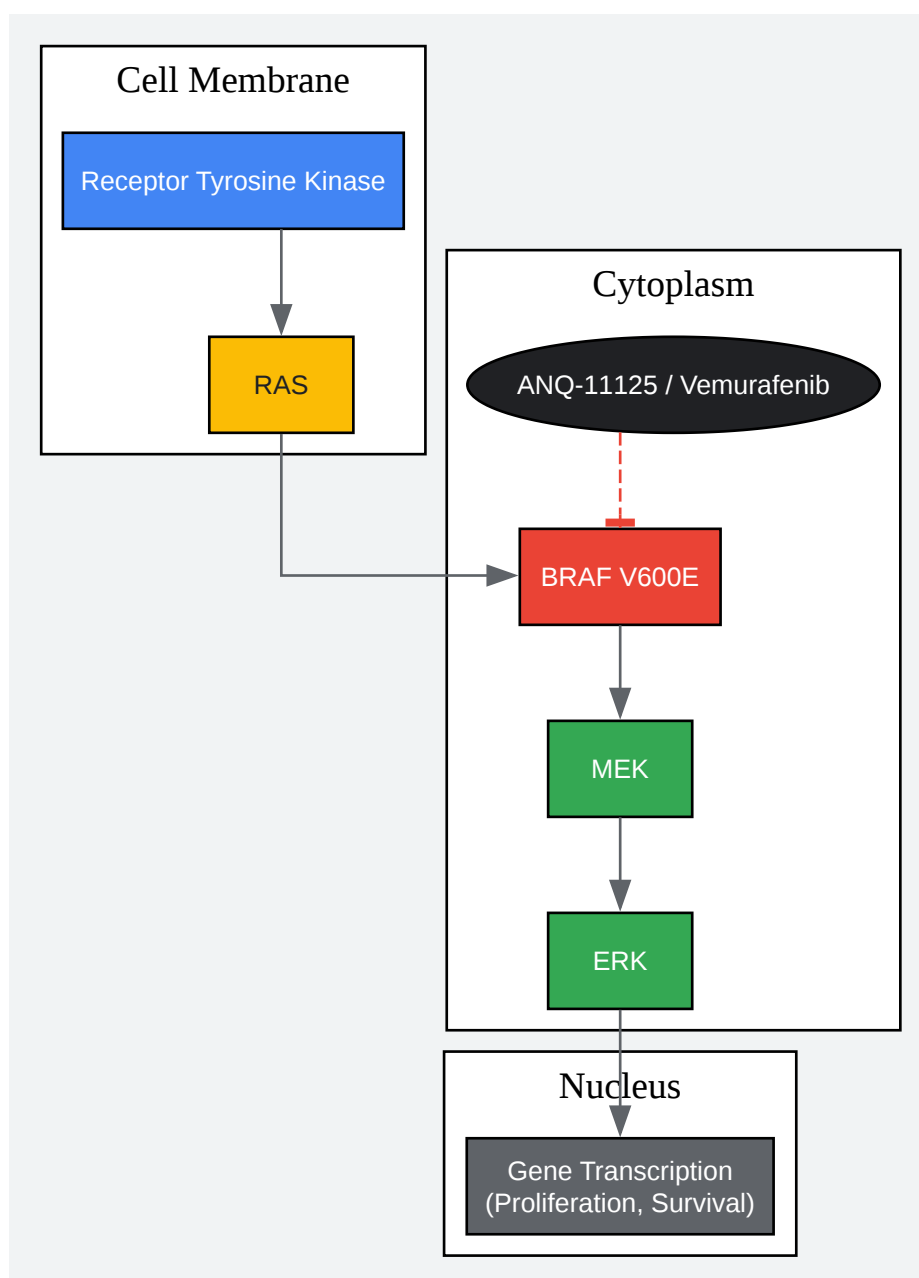 Cell Membrane
Receptor Tyrosine Kinase
RAS
Cytoplasm
ANQ-11125 / Vemurafenib
BRAF V600E
MEK
ERK
Nucleus
Gene Transcription
(Proliferation, Survival)